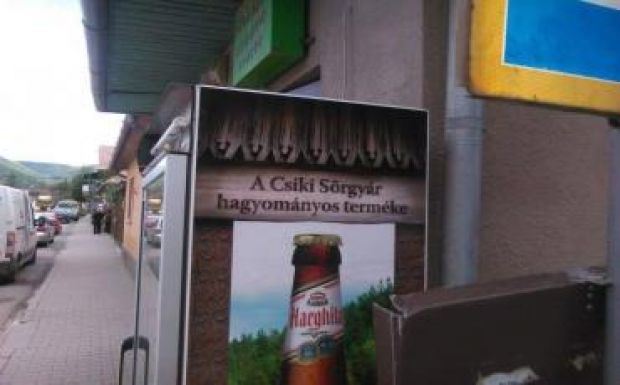 A Csíki Sörgyár
hagyományos terméke
Harghita